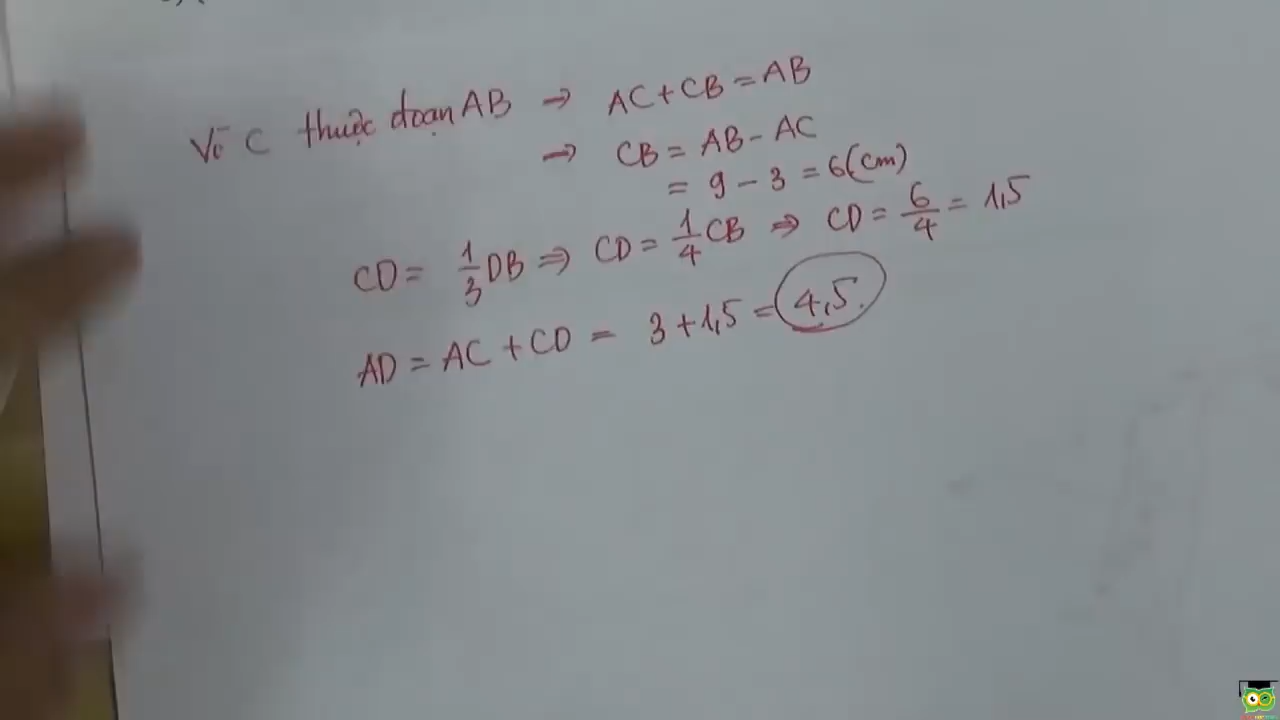 Vì C thuộc đoạn AB → AC + CB = AB
→ CB = AB - AC
= 9 - 3 = 6 (cm)
CD = 1/3 DB ⇒ CD = 1/4 CB ⇒ CD = 6/4 = 1,5
AD = AC + CD = 3 + 1,5 = 4,5.